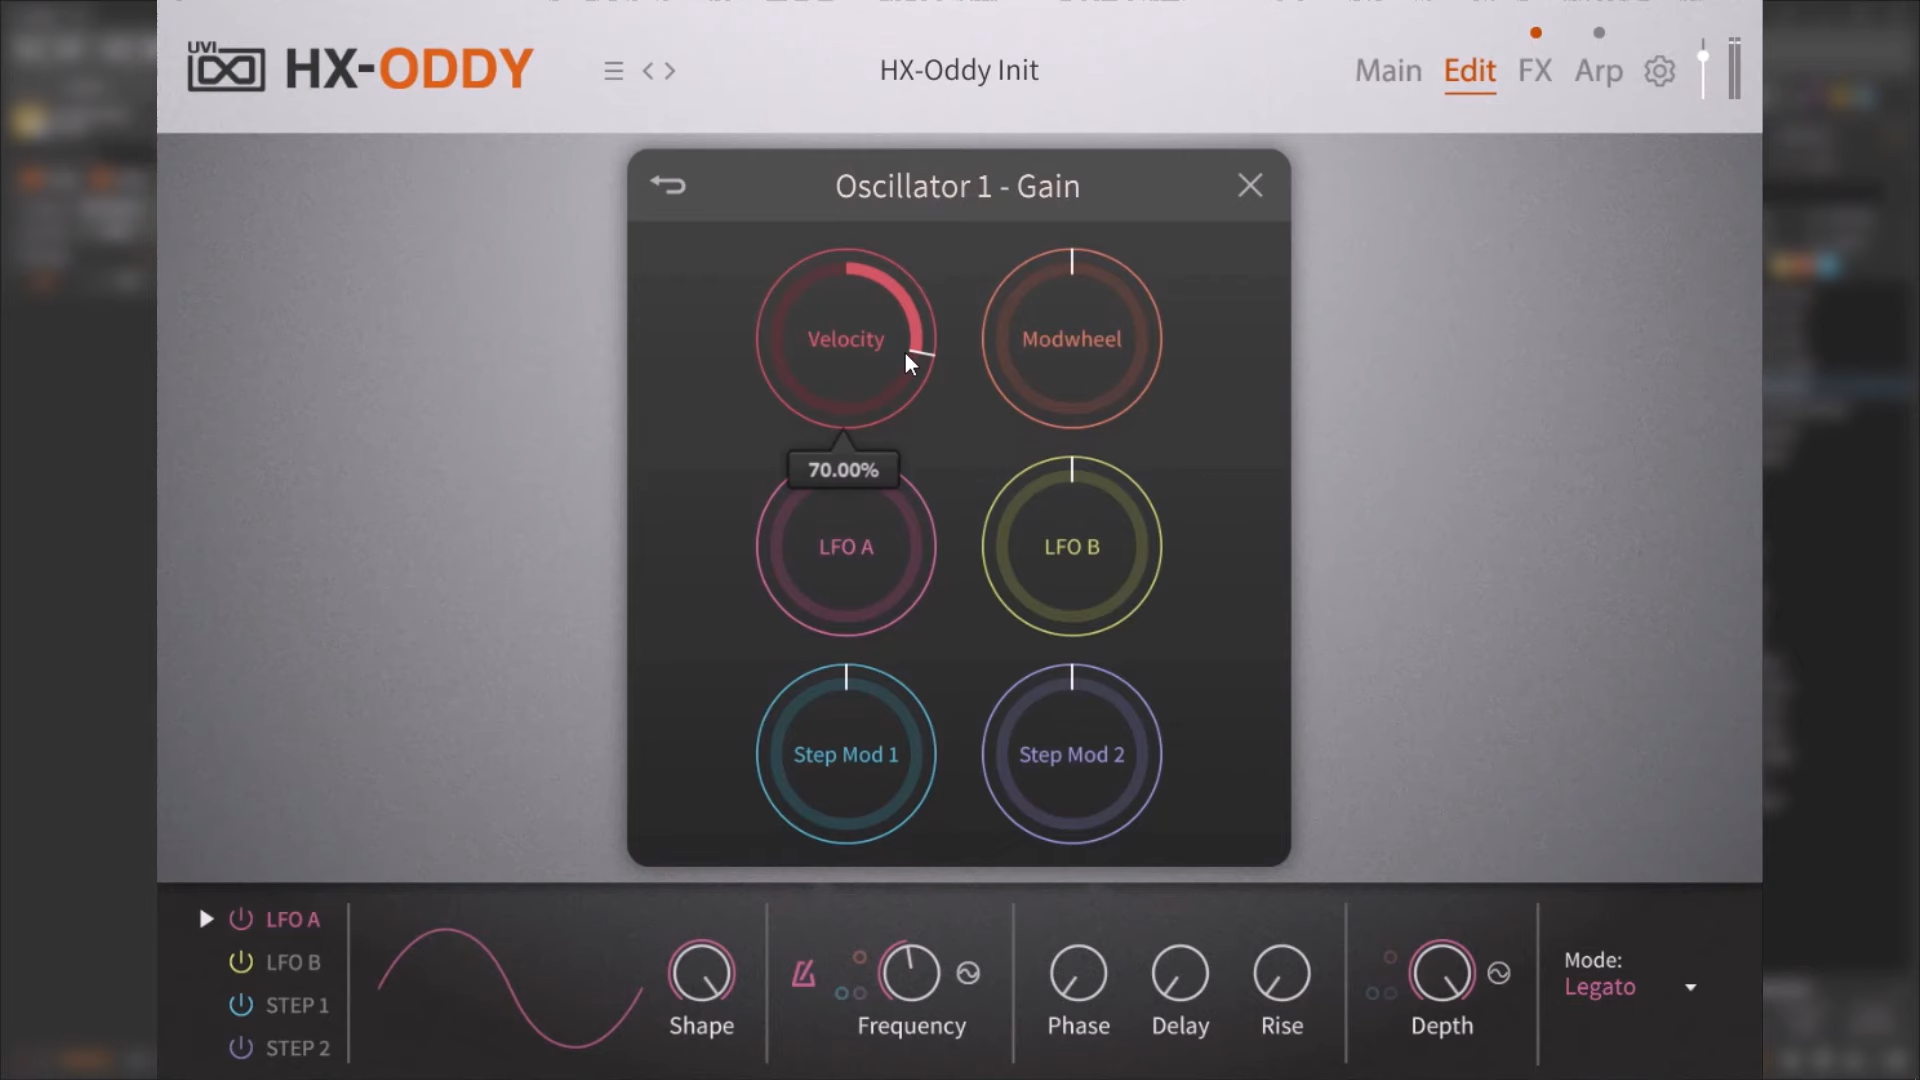 UVI
HX-ODDY
HX-Oddy Init
Main Edit FX Arp
Oscillator 1 - Gain
Velocity
Modwheel
70.00%
LFO A
LFO B
Step Mod 1
Step Mod 2
LFO A
LFO B
STEP 1
STEP 2
Shape
Frequency
Phase
Delay
Rise
Depth
Mode:
Legato